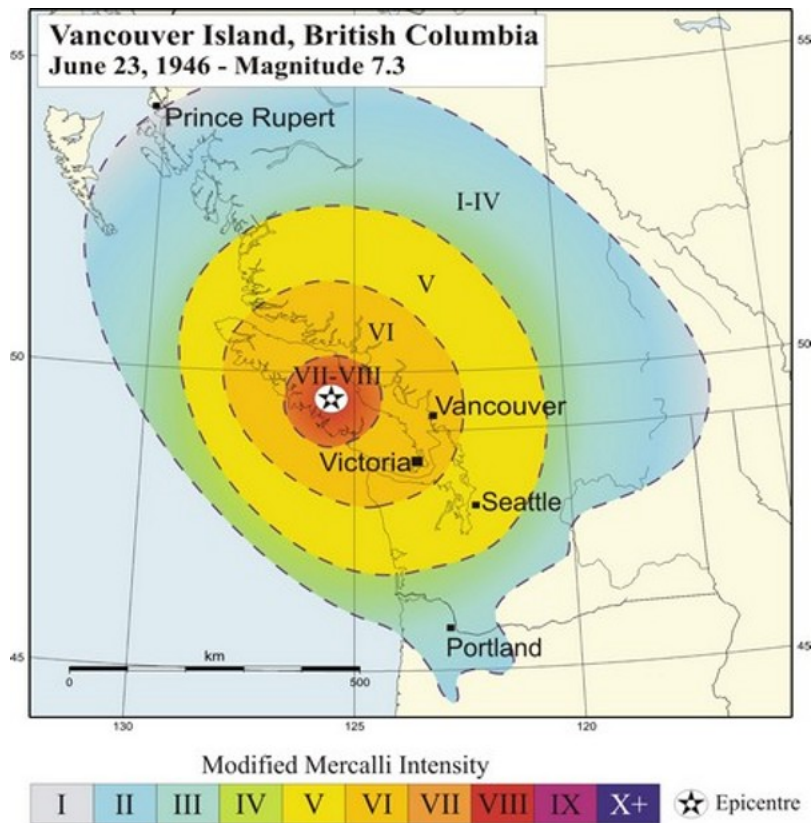 Vancouver Island, British Columbia
June 23, 1946 - Magnitude 7.3
55
55
Prince Rupert
I-IV
V
VI
50
50
VII-VIII
Vancouver
Victoria
Seattle
Portland
km
0 500
45
45
130 125 120
Modified Mercalli Intensity
I II III IV V VI VII VIII IX X+ Epicentre